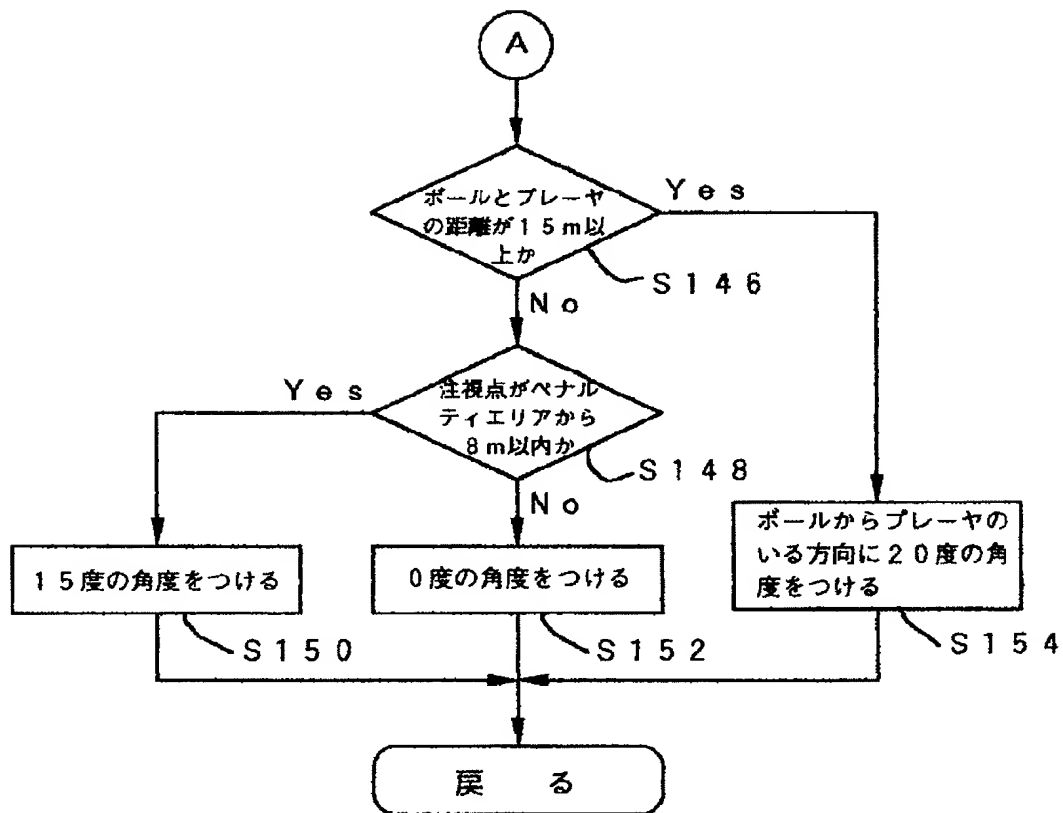 A
ボールとプレーヤ
の距離が15m以
上か
Yes
S146
No
注視点がペナル
ティエリアから
8m以内か
Yes
S148
No
ボールからプレーヤの
いる方向に20度の角
度をつける
S154
15度の角度をつける
S150
0度の角度をつける
S152
戻る